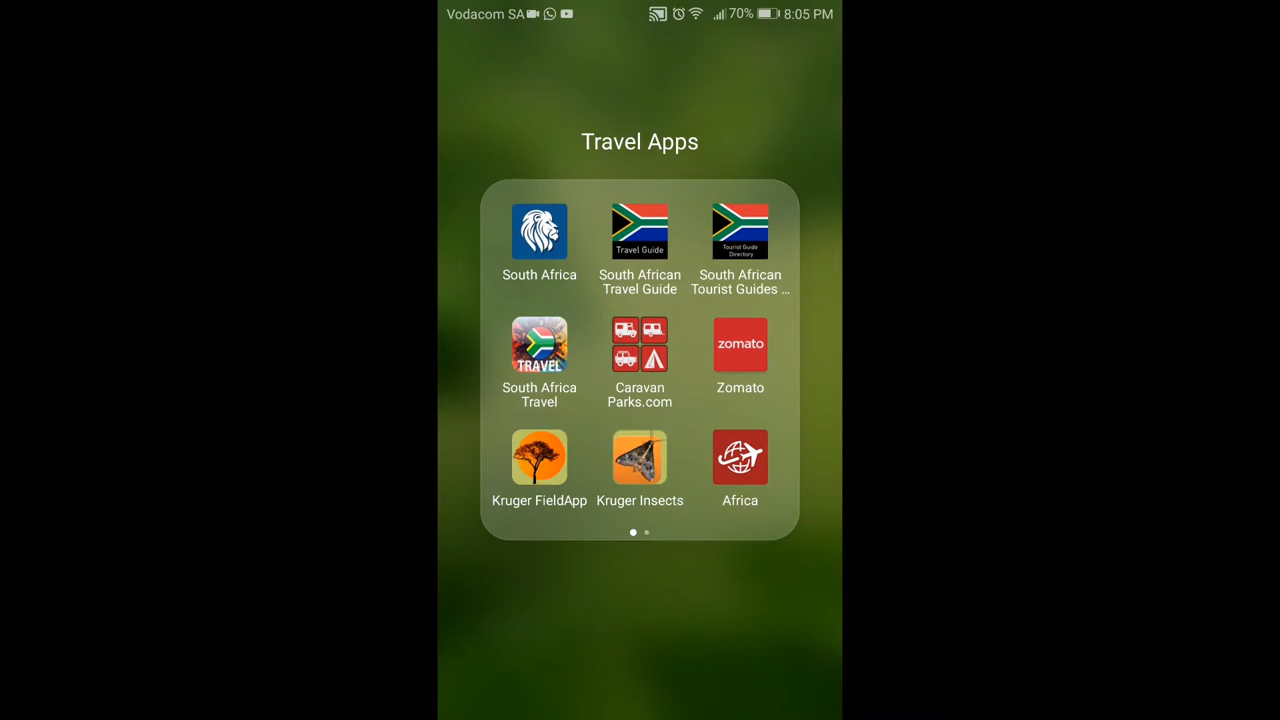 Vodacom SA 70% 8:05 PM
Travel Apps
Travel Guide
Tourist Guide
Directory
South Africa
South African
Travel Guide
South African
Tourist Guides ...
TRAVEL
zomato
South Africa
Travel
Caravan
Parks.com
Zomato
Kruger FieldApp
Kruger Insects
Africa